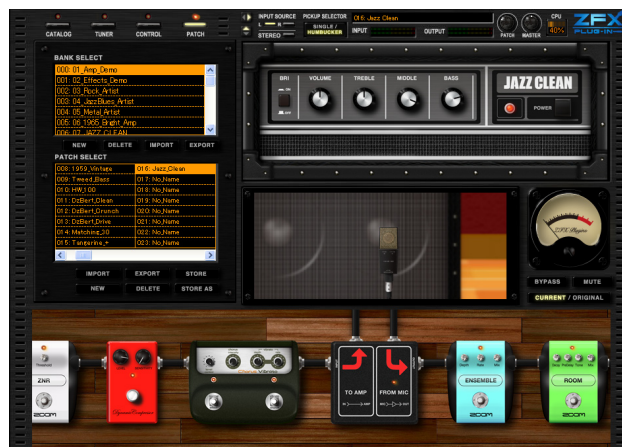 CATALOG
TUNER
CONTROL
PATCH
INPUT SOURCE
L R
STEREO
PICKUP SELECTOR
SINGLE /
HUMBUCKER
016: Jazz Clean
INPUT
OUTPUT
PATCH
MASTER
CPU
40%
ZFX
PLUG-IN
BANK SELECT
000: 01_Amp_Demo
001: 02_Effects_Demo
002: 03_Rock_Artist
003: 04_JazzBlues_Artist
004: 05_Metal_Artist
005: 06_1965_Bright_Amp
006: 07_JAZZ_CLEAN
NEW
DELETE
IMPORT
EXPORT
PATCH SELECT
008: 1959_Vintage
016: Jazz_Clean
009: Tweed_Bass
017: No_Name
010: HW_100
018: No_Name
011: DzBert_Clean
019: No_Name
012: DzBert_Crunch
020: No_Name
013: DzBert_Drive
021: No_Name
014: Matching_30
022: No_Name
015: Tangerine_+
023: No_Name
IMPORT
EXPORT
STORE
NEW
DELETE
STORE AS
BRI
VOLUME
TREBLE
MIDDLE
BASS
JAZZ CLEAN
POWER
BYPASS
MUTE
CURRENT / ORIGINAL
ZNR
ZOOM
Chorus Vibrato
TO AMP
FROM MIC
ENSEMBLE
ZOOM
ROOM
ZOOM